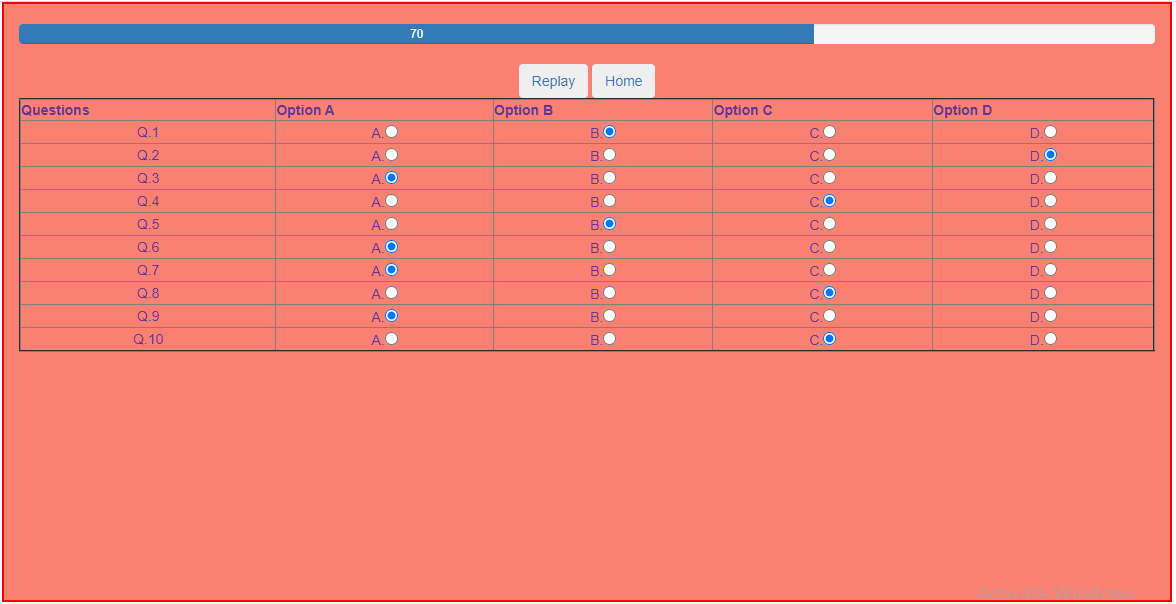 70
Replay Home
Questions Option A Option B Option C Option D
Q.1 A. B. C. D.
Q.2 A. B. C. D.
Q.3 A. B. C. D.
Q.4 A. B. C. D.
Q.5 A. B. C. D.
Q.6 A. B. C. D.
Q.7 A. B. C. D.
Q.8 A. B. C. D.
Q.9 A. B. C. D.
Q.10 A. B. C. D.
Activate Windows